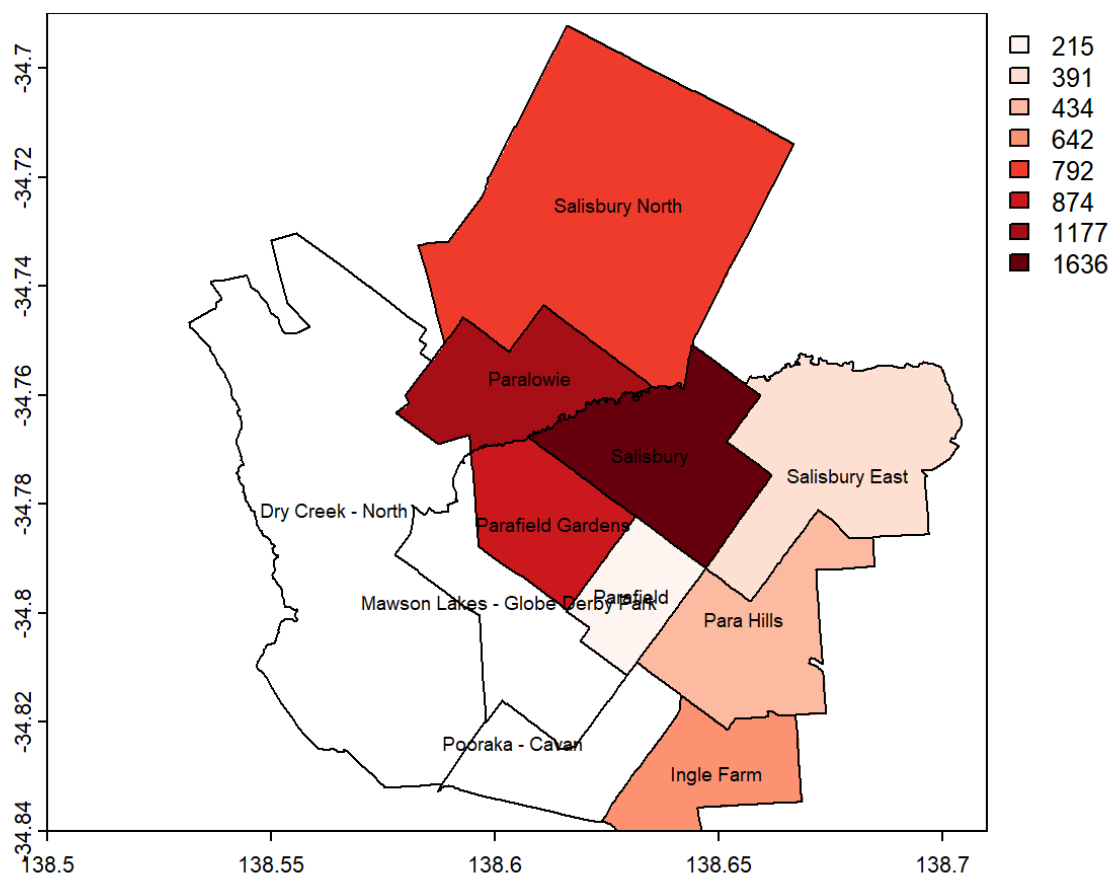 215
391
434
642
792
874
1177
1636
-34.7
-34.72
-34.74
-34.76
-34.78
-34.8
-34.82
-34.84
Salisbury North
Paralowie
Salisbury
Salisbury East
Dry Creek - North
Parafield Gardens
Parafield
Mawson Lakes - Globe Derby Park
Para Hills
Pooraka - Cavan
Ingle Farm
138.5
138.55
138.6
138.65
138.7